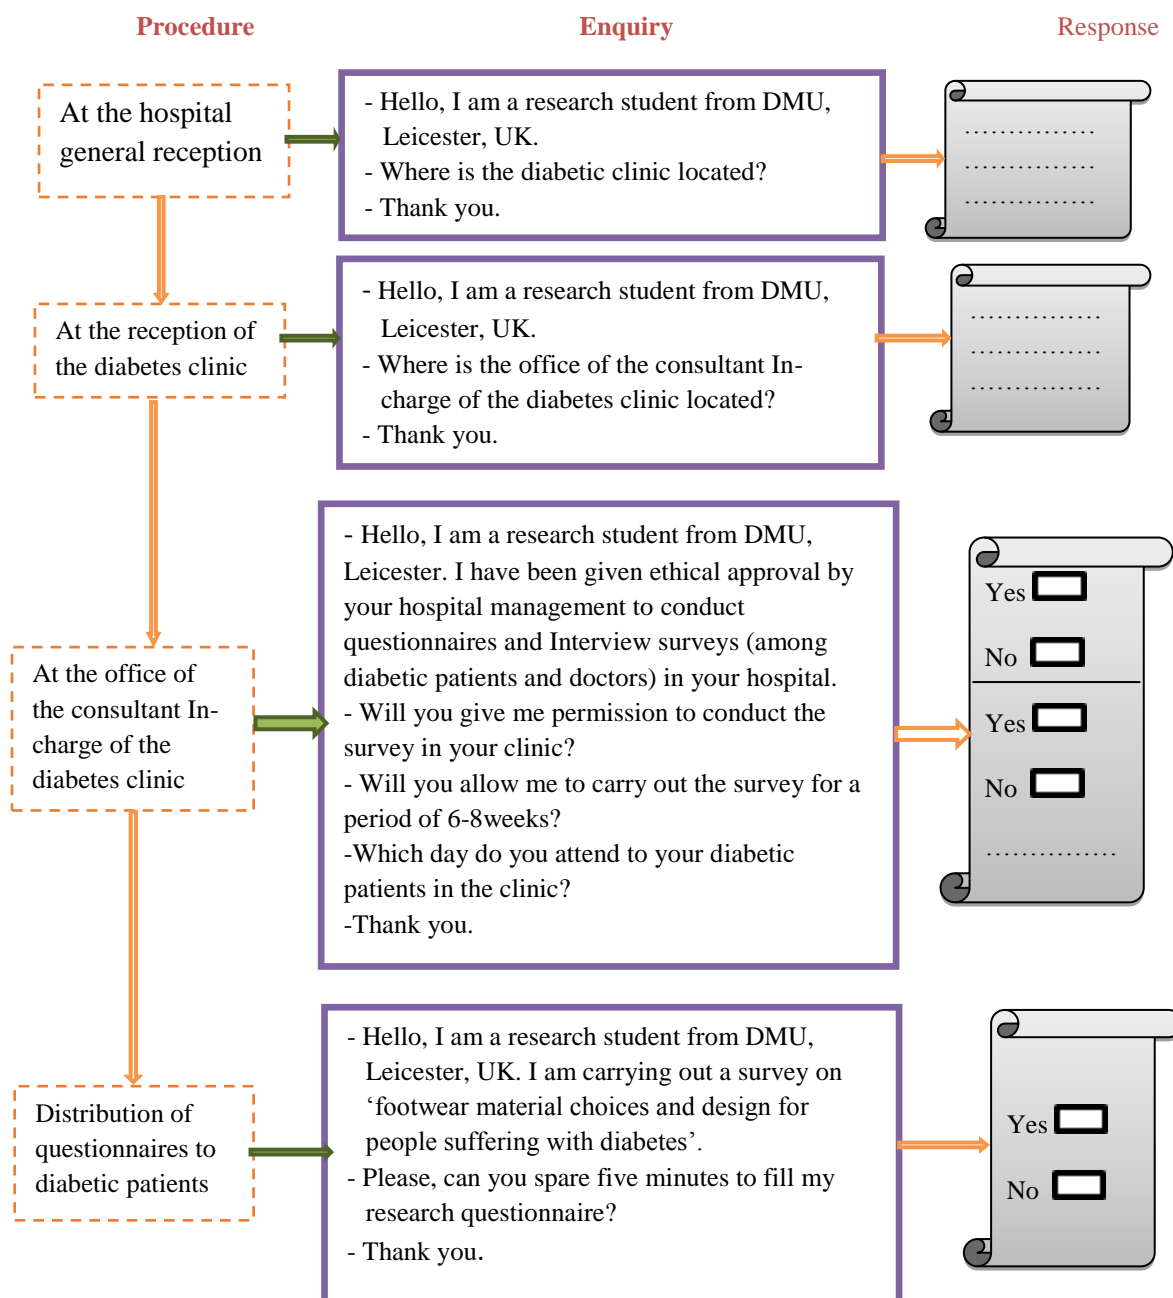 Procedure
Enquiry
Response
At the hospital
general reception
- Hello, I am a research student from DMU,
Leicester, UK.
- Where is the diabetic clinic located?
- Thank you.
...............
...............
...............
At the reception of
the diabetes clinic
- Hello, I am a research student from DMU,
Leicester, UK.
- Where is the office of the consultant In-
charge of the diabetes clinic located?
- Thank you.
...............
...............
...............
At the office of
the consultant In-
charge of the
diabetes clinic
- Hello, I am a research student from DMU,
Leicester. I have been given ethical approval by
your hospital management to conduct
questionnaires and Interview surveys (among
diabetic patients and doctors) in your hospital.
- Will you give me permission to conduct the
survey in your clinic?
- Will you allow me to carry out the survey for a
period of 6-8weeks?
-Which day do you attend to your diabetic
patients in the clinic?
-Thank you.
Yes
No
Yes
No
...............
Distribution of
questionnaires to
diabetic patients
- Hello, I am a research student from DMU,
Leicester, UK. I am carrying out a survey on
‘footwear material choices and design for
people suffering with diabetes’.
- Please, can you spare five minutes to fill my
research questionnaire?
- Thank you.
Yes
No